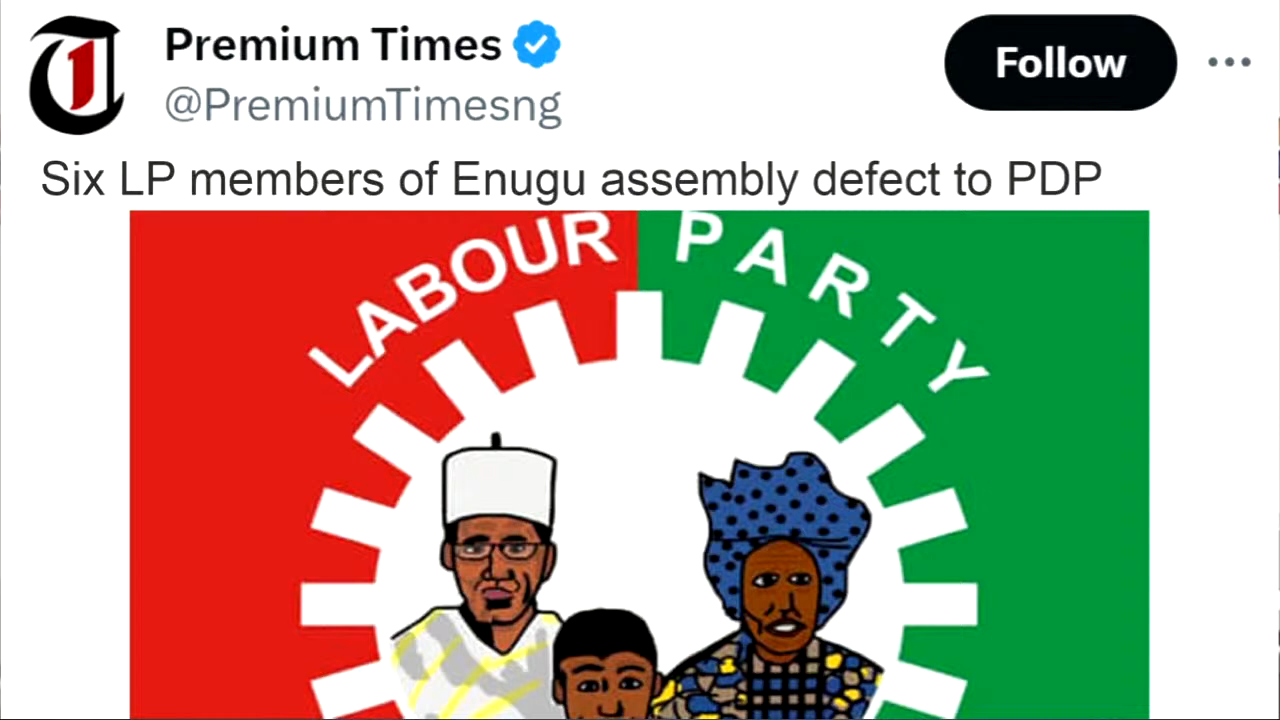 Premium Times
Follow
@PremiumTimesng
Six LP members of Enugu assembly defect to PDP
LABOUR PARTY